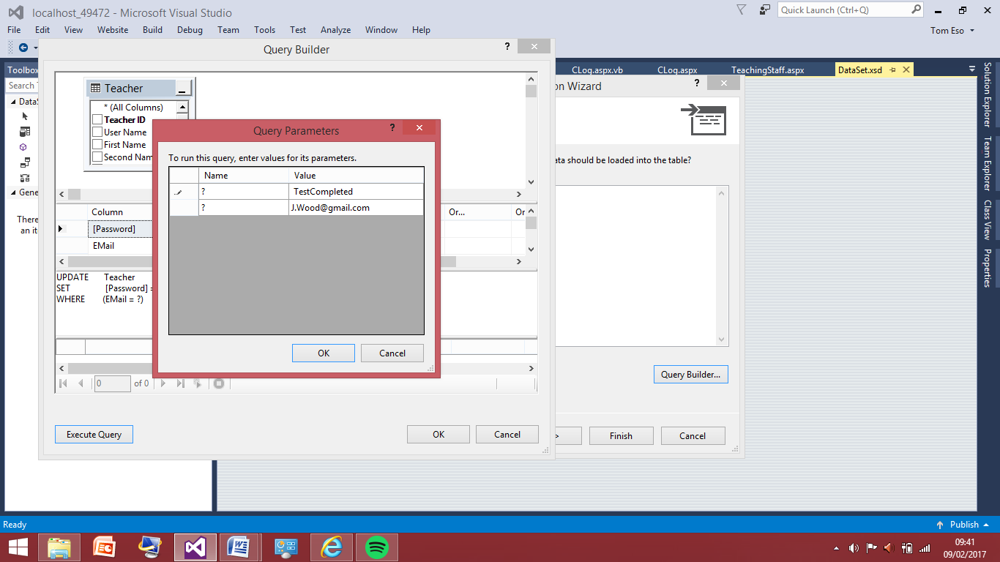 localhost_49472 - Microsoft Visual Studio
Quick Launch (Ctrl+Q)
File Edit View Website Build Debug Team Tools Test Analyze Window Help
Tom Eso
Query Builder
?
Toolbox
CLog.aspx.vb CLog.aspx TeachingStaff.aspx DataSet.xsd
Search
on Wizard
?
Teacher
* (All Columns)
Teacher ID
User Name
First Name
Second Nam
Gene
There
an it
Query Parameters
?
To run this query, enter values for its parameters.
Name Value
? TestCompleted
? J.Wood@gmail.com
OK Cancel
ata should be loaded into the table?
Column Or... Or
[Password]
EMail
UPDATE Teacher
SET [Password] =
WHERE (EMail = ?)
0 of 0
Query Builder...
Execute Query
OK Cancel
> Finish Cancel
Solution Explorer
Team Explorer
Class View
Properties
Ready
Publish
09:41
09/02/2017